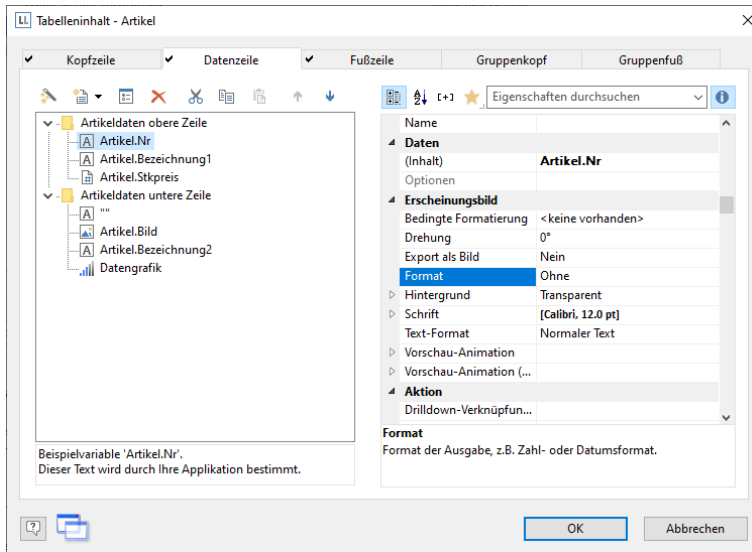 LL Tabelleninhalt - Artikel
Kopfzeile
Datenzeile
Fußzeile
Gruppenkopf
Gruppenfuß
Eigenschaften durchsuchen
Artikeldaten obere Zeile
Artikel.Nr
Artikel.Bezeichnung1
Artikel.Stkpreis
Artikeldaten untere Zeile
""
Artikel.Bild
Artikel.Bezeichnung2
Datengrafik
Beispielvariable 'Artikel.Nr'.
Dieser Text wird durch Ihre Applikation bestimmt.
Name
Daten
(Inhalt) Artikel.Nr
Optionen
Erscheinungsbild
Bedingte Formatierung <keine vorhanden>
Drehung 0°
Export als Bild Nein
Format Ohne
Hintergrund Transparent
Schrift [Calibri, 12.0 pt]
Text-Format Normaler Text
Vorschau-Animation
Vorschau-Animation (...
Aktion
Drilldown-Verknüpfun...
Format
Format der Ausgabe, z.B. Zahl- oder Datumsformat.
OK
Abbrechen